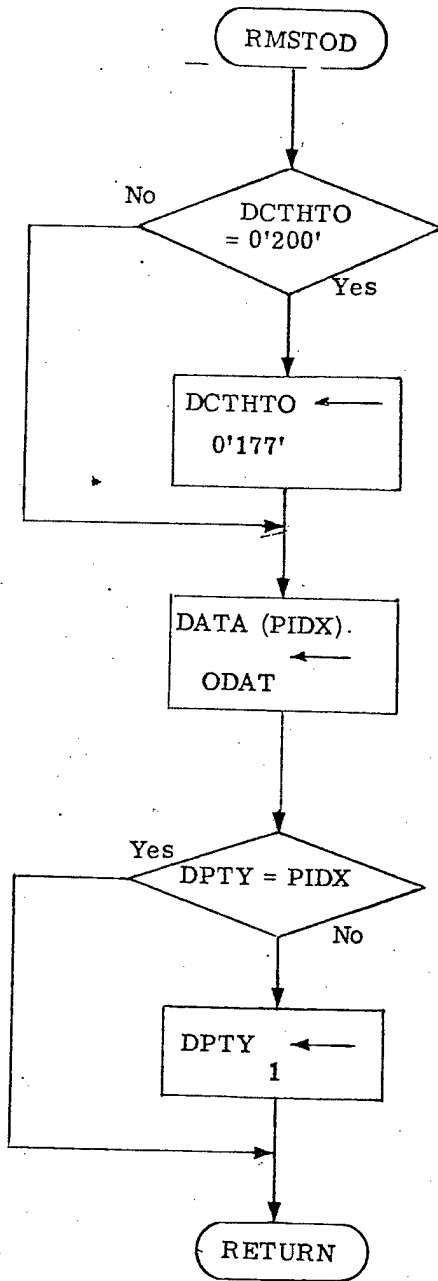 RMSTOD
No
DCTHTO
= 0'200'
Yes
DCTHTO ←
0'177'
DATA (PIDX).
←
ODAT
Yes
DPTY = PIDX
No
DPTY ←
1
RETURN